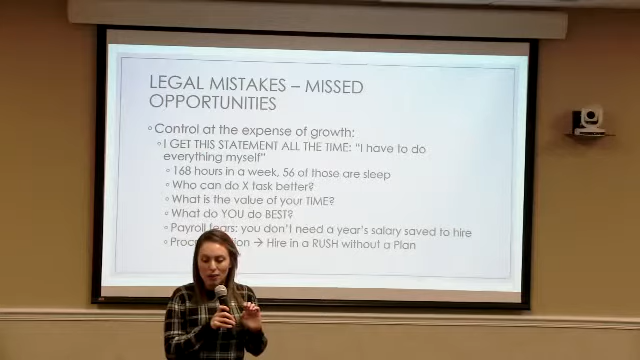 LEGAL MISTAKES – MISSED
OPPORTUNITIES
Control at the expense of growth:
I GET THIS STATEMENT ALL THE TIME: "I have to do
everything myself"
168 hours in a week, 56 of those are sleep
Who can do X task better?
What is the value of your TIME?
What do YOU do BEST?
Payroll fears: you don't need a year's salary saved to hire
→ Hire in a RUSH without a Plan